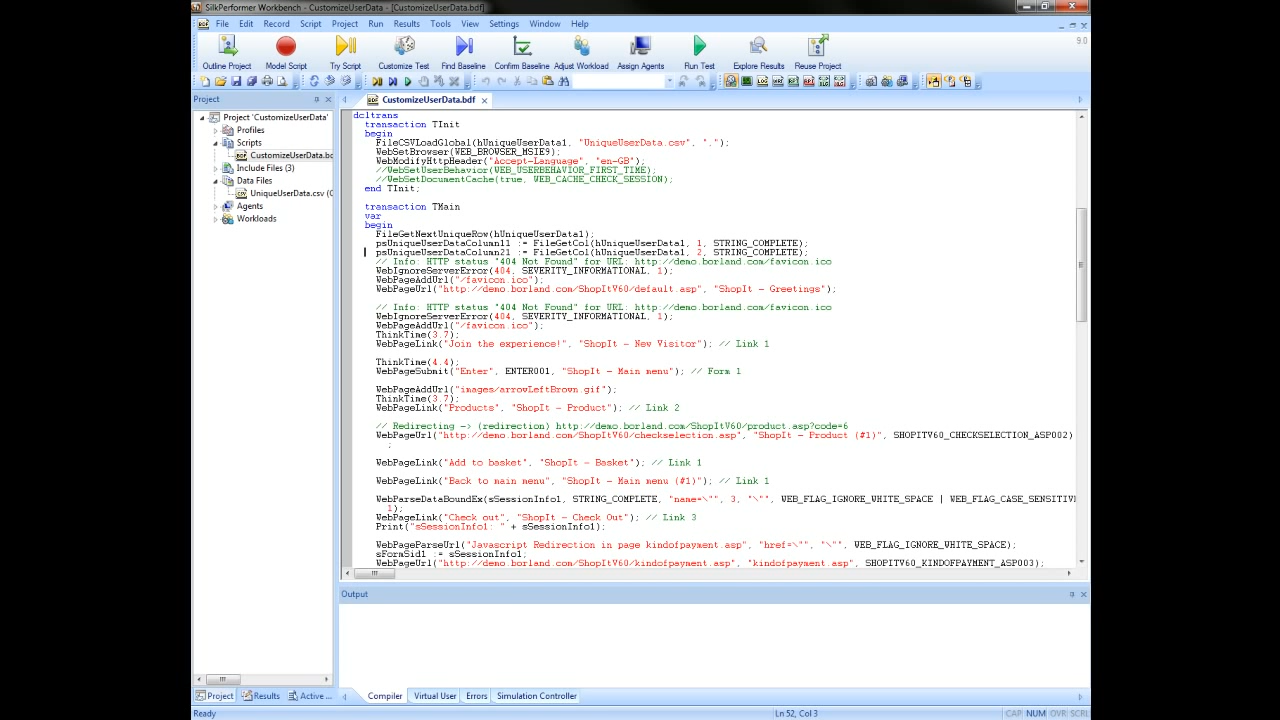 SilkPerformer Workbench - CustomizeUserData - [CustomizeUserData.bdf]
File Edit Record Script Project Run Results Tools View Settings Window Help
9.0
Outline Project Model Script Try Script Customize Test Find Baseline Confirm Baseline Adjust Workload Assign Agents Run Test Explore Results Reuse Project
Project
CustomizeUserData.bdf
Project 'CustomizeUserData'
Profiles
Scripts
CustomizeUserData.bd
Include Files (3)
Data Files
UniqueUserData.csv (C
Agents
Workloads
dcltrans
transaction TInit
begin
FileCSVLoadGlobal(hUniqueUserData1, "UniqueUserData.csv", ",");
WebSetBrowser(WEB_BROWSER_MSIE9);
WebModifyHttpHeader("Accept-Language", "en-GB");
//WebSetUserBehavior(WEB_USERBEHAVIOR_FIRST_TIME);
//WebSetDocumentCache(true, WEB_CACHE_CHECK_SESSION);
end TInit;
transaction TMain
var
begin
FileGetNextUniqueRow(hUniqueUserData1);
psUniqueUserDataColumn11 := FileGetCol(hUniqueUserData1, 1, STRING_COMPLETE);
psUniqueUserDataColumn21 := FileGetCol(hUniqueUserData1, 2, STRING_COMPLETE);
// Info: HTTP status "404 Not Found" for URL: http://demo.borland.com/favicon.ico
WebIgnoreServerError(404, SEVERITY_INFORMATIONAL, 1);
WebPageAddUrl("/favicon.ico");
WebPageUrl("http://demo.borland.com/ShopItV60/default.asp", "ShopIt - Greetings");
// Info: HTTP status "404 Not Found" for URL: http://demo.borland.com/favicon.ico
WebIgnoreServerError(404, SEVERITY_INFORMATIONAL, 1);
WebPageAddUrl("/favicon.ico");
ThinkTime(3.7);
WebPageLink("Join the experience!", "ShopIt - New Visitor"); // Link 1
ThinkTime(4.4);
WebPageSubmit("Enter", ENTER001, "ShopIt - Main menu"); // Form 1
WebPageAddUrl("images/arrowLeftBrown.gif");
ThinkTime(3.7);
WebPageLink("Products", "ShopIt - Product"); // Link 2
// Redirecting -> (redirection) http://demo.borland.com/ShopItV60/product.asp?code=6
WebPageUrl("http://demo.borland.com/ShopItV60/checkselection.asp", "ShopIt - Product (#1)", SHOPITV60_CHECKSELECTION_ASP002)
;
WebPageLink("Add to basket", "ShopIt - Basket"); // Link 1
WebPageLink("Back to main menu", "ShopIt - Main menu (#1)"); // Link 1
WebParseDataBoundEx(sSessionInfo1, STRING_COMPLETE, "name=\"", 3, "\"", WEB_FLAG_IGNORE_WHITE_SPACE | WEB_FLAG_CASE_SENSITIVE
1);
WebPageLink("Check out", "ShopIt - Check Out"); // Link 3
Print("sSessionInfo1: " + sSessionInfo1);
WebPageParseUrl("Javascript Redirection in page kindofpayment.asp", "href=\"", "\"", WEB_FLAG_IGNORE_WHITE_SPACE);
sFormSid1 := sSessionInfo1;
WebPageUrl("http://demo.borland.com/ShopItV60/kindofpayment.asp", "kindofpayment.asp", SHOPITV60_KINDOFPAYMENT_ASP003);
Output
Project Results Active ...
Compiler Virtual User Errors Simulation Controller
Ready
Ln 52, Col 3
CAP NUM OVR SCRL